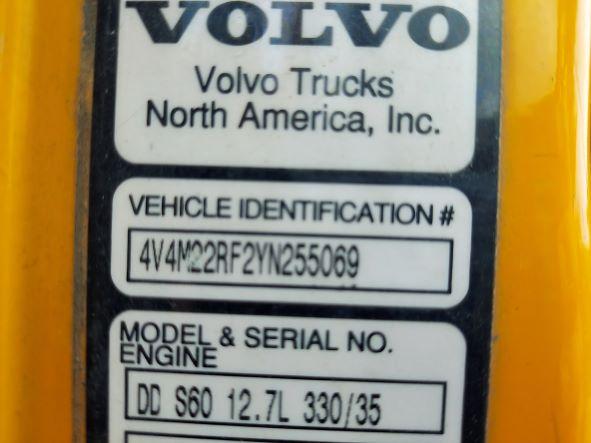 VOLVO
Volvo Trucks
North America, Inc.
VEHICLE IDENTIFICATION #
4V4M22RF2YN255069
MODEL & SERIAL NO.
ENGINE
DD S60 12.7L 330/35